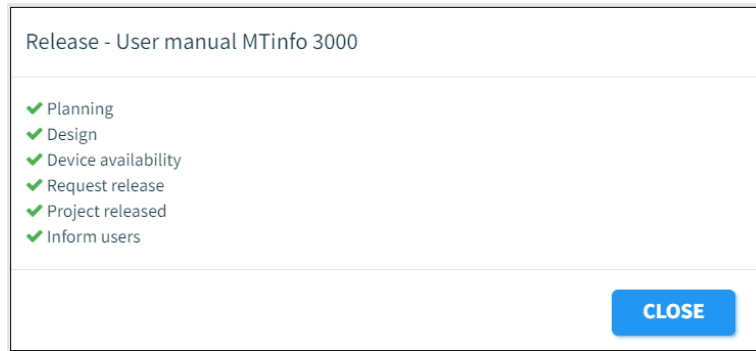 Release - User manual MTinfo 3000
Planning
Design
Device availability
Request release
Project released
Inform users
CLOSE